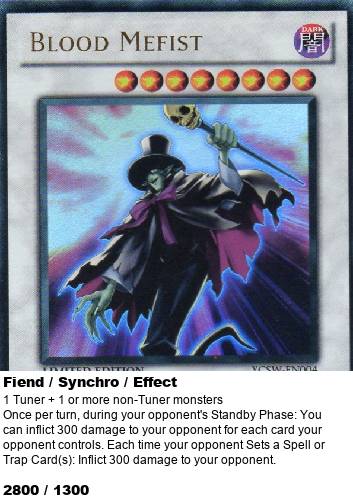 BLOOD MEFIST
DARK
闇
LIMITED EDITION
YCSW-EN004
Fiend / Synchro / Effect
1 Tuner + 1 or more non-Tuner monsters
Once per turn, during your opponent's Standby Phase: You
can inflict 300 damage to your opponent for each card your
opponent controls. Each time your opponent Sets a Spell or
Trap Card(s): Inflict 300 damage to your opponent.
2800 / 1300